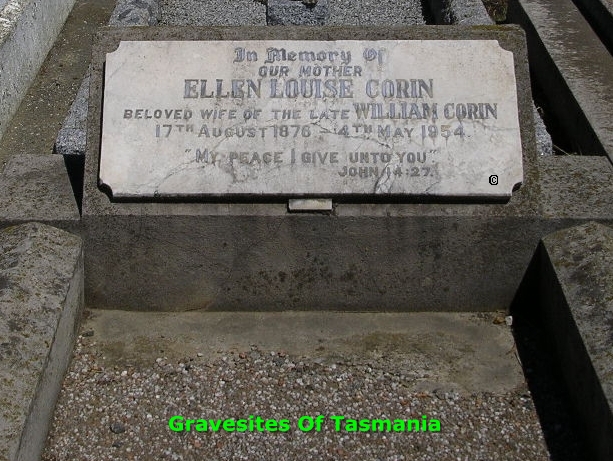 In Memory Of
OUR MOTHER
ELLEN LOUISE CORIN
BELOVED WIFE OF THE LATE WILLIAM CORIN
17TH AUGUST 1876 - 4TH MAY 1954.
"MY PEACE I GIVE UNTO YOU"
JOHN 14:27.
©
Gravesites Of Tasmania